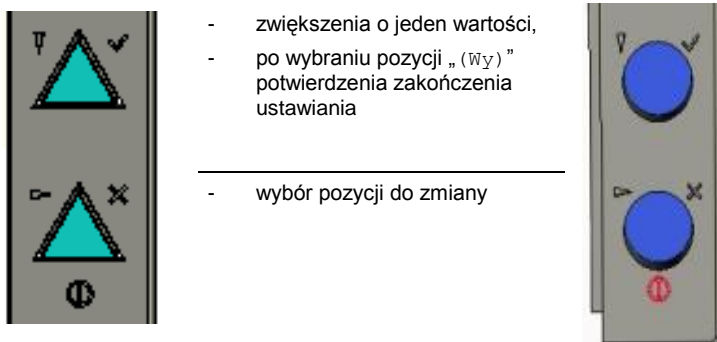 - zwiększenia o jeden wartości,
- po wybraniu pozycji „(Wy)”
potwierdzenia zakończenia
ustawiania
- wybór pozycji do zmiany